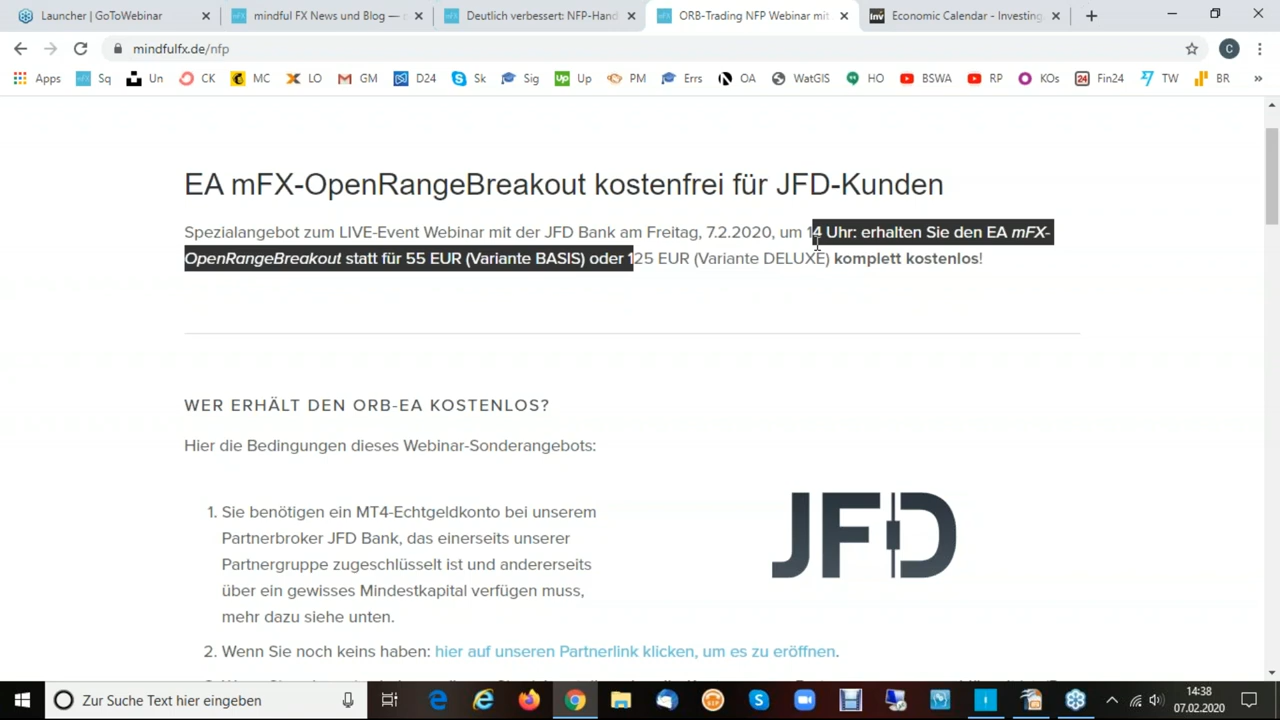 Launcher | GoToWebinar
mindful FX News und Blog — e
Deutlich verbessert: NFP-Hand
ORB-Trading NFP Webinar mit
Economic Calendar - Investing.
mindfulfx.de/nfp
C
Apps Sq Un CK MC LO GM D24 Sk Sig Up PM Errs OA WatGIS HO BSWA RP KOs Fin24 TW BR »
EA mFX-OpenRangeBreakout kostenfrei für JFD-Kunden
Spezialangebot zum LIVE-Event Webinar mit der JFD Bank am Freitag, 7.2.2020, um 14 Uhr: erhalten Sie den EA mFX-
OpenRangeBreakout statt für 55 EUR (Variante BASIS) oder 125 EUR (Variante DELUXE) komplett kostenlos!
WER ERHÄLT DEN ORB-EA KOSTENLOS?
Hier die Bedingungen dieses Webinar-Sonderangebots:
1. Sie benötigen ein MT4-Echtgeldkonto bei unserem
Partnerbroker JFD Bank, das einerseits unserer
Partnergruppe zugeschlüsselt ist und andererseits
über ein gewisses Mindestkapital verfügen muss,
mehr dazu siehe unten.
JFD
2. Wenn Sie noch keins haben: hier auf unseren Partnerlink klicken, um es zu eröffnen.
Zur Suche Text hier eingeben
14:38
07.02.2020